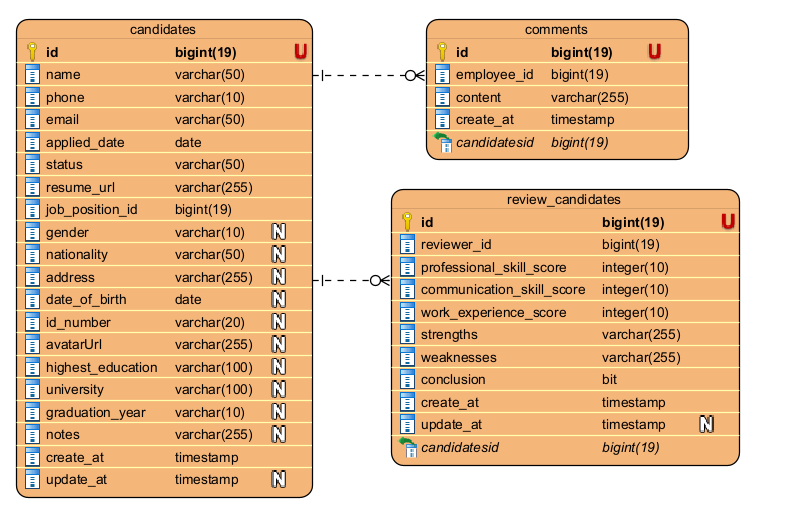 candidates
id bigint(19) U
name varchar(50)
phone varchar(10)
email varchar(50)
applied_date date
status varchar(50)
resume_url varchar(255)
job_position_id bigint(19)
gender varchar(10) N
nationality varchar(50) N
address varchar(255) N
date_of_birth date N
id_number varchar(20) N
avatarUrl varchar(255) N
highest_education varchar(100) N
university varchar(100) N
graduation_year varchar(10) N
notes varchar(255) N
create_at timestamp
update_at timestamp N
comments
id bigint(19) U
employee_id bigint(19)
content varchar(255)
create_at timestamp
candidatesid bigint(19)
review_candidates
id bigint(19) U
reviewer_id bigint(19)
professional_skill_score integer(10)
communication_skill_score integer(10)
work_experience_score integer(10)
strengths varchar(255)
weaknesses varchar(255)
conclusion bit
create_at timestamp
update_at timestamp N
candidatesid bigint(19)